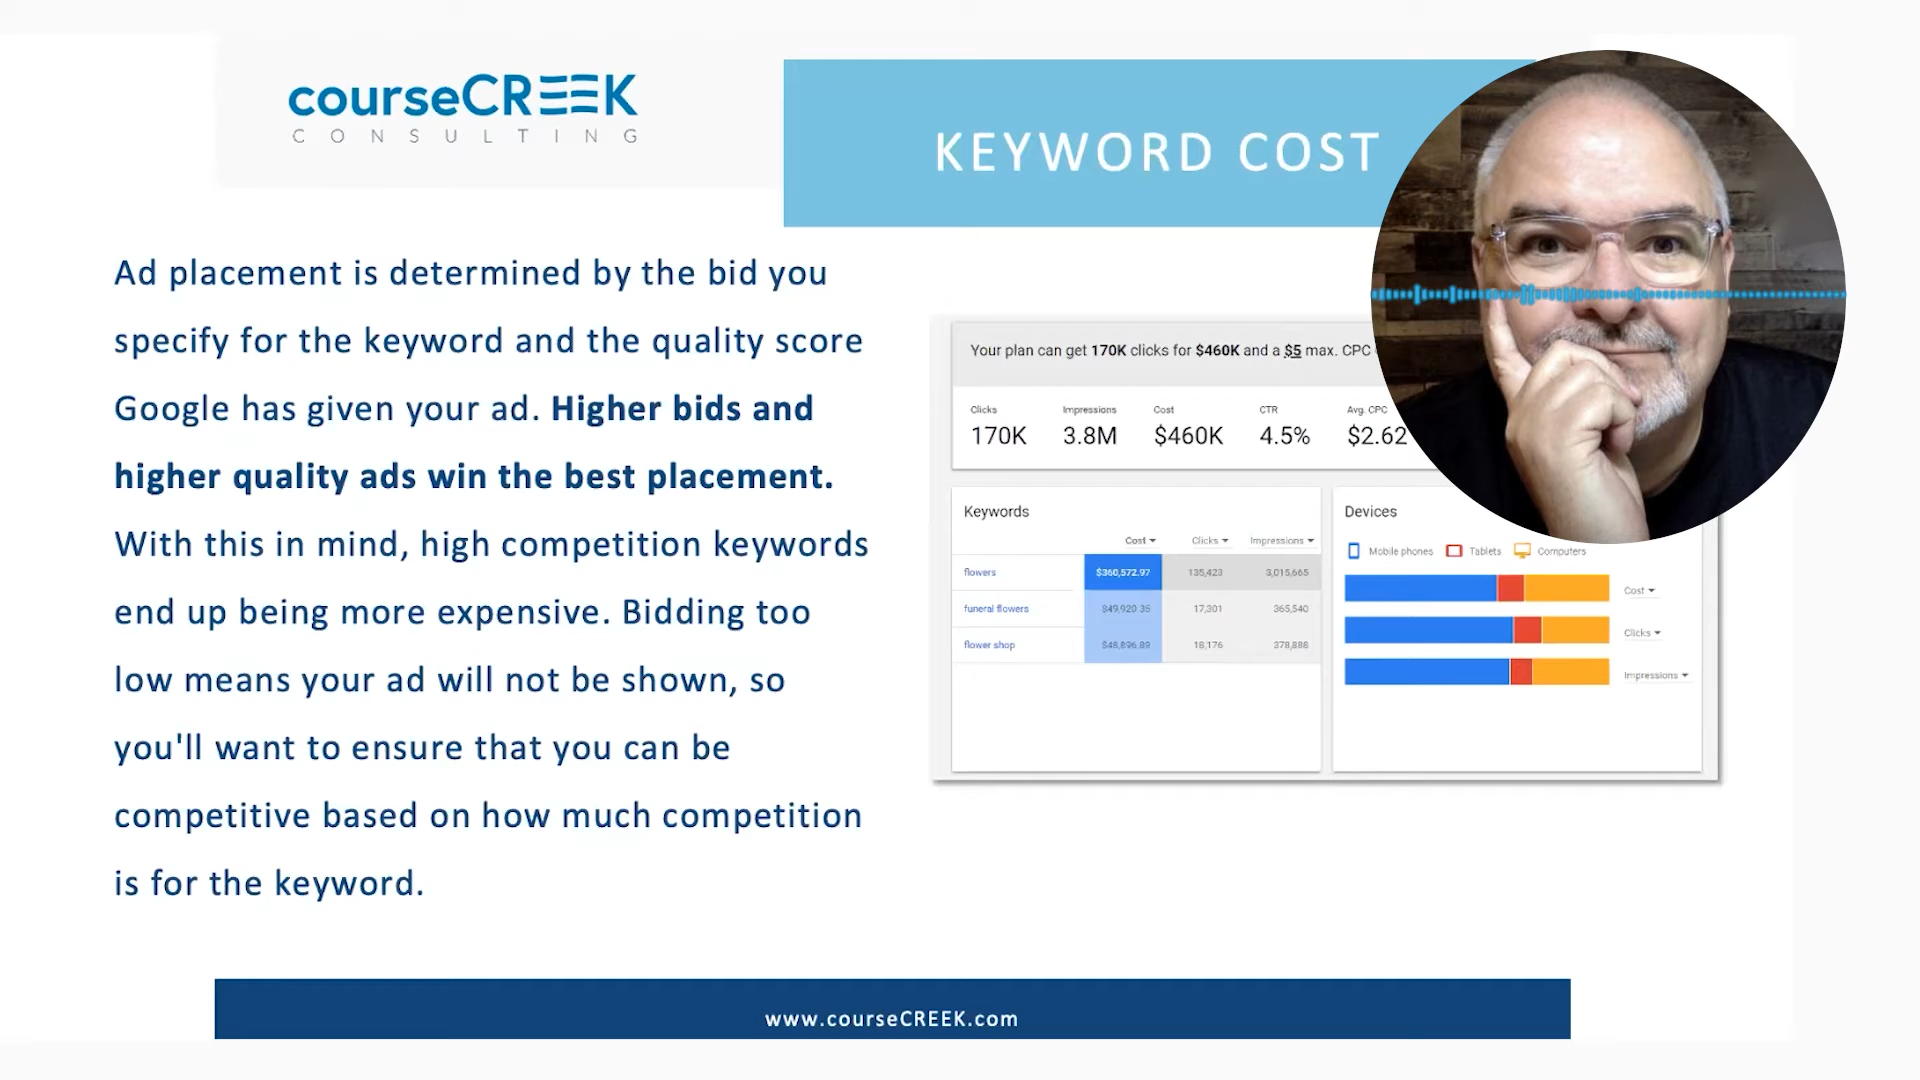 courseCREEK
CONSULTING
KEYWORD COST
Ad placement is determined by the bid you
specify for the keyword and the quality score
Google has given your ad. Higher bids and
higher quality ads win the best placement.
With this in mind, high competition keywords
end up being more expensive. Bidding too
low means your ad will not be shown, so
you'll want to ensure that you can be
competitive based on how much competition
is for the keyword.
Your plan can get 170K clicks for $460K and a $5 max. CPC
Clicks Impressions Cost CTR Avg. CPC
170K 3.8M $460K 4.5% $2.62
Keywords
Cost Clicks Impressions
flowers $360,572.97 135,423 3,015,665
funeral flowers $49,920.35 17,301 365,540
flower shop $48,896.89 18,176 378,888
Devices
Mobile phones Tablets Computers
Cost
Clicks
Impressions
www.courseCREEK.com